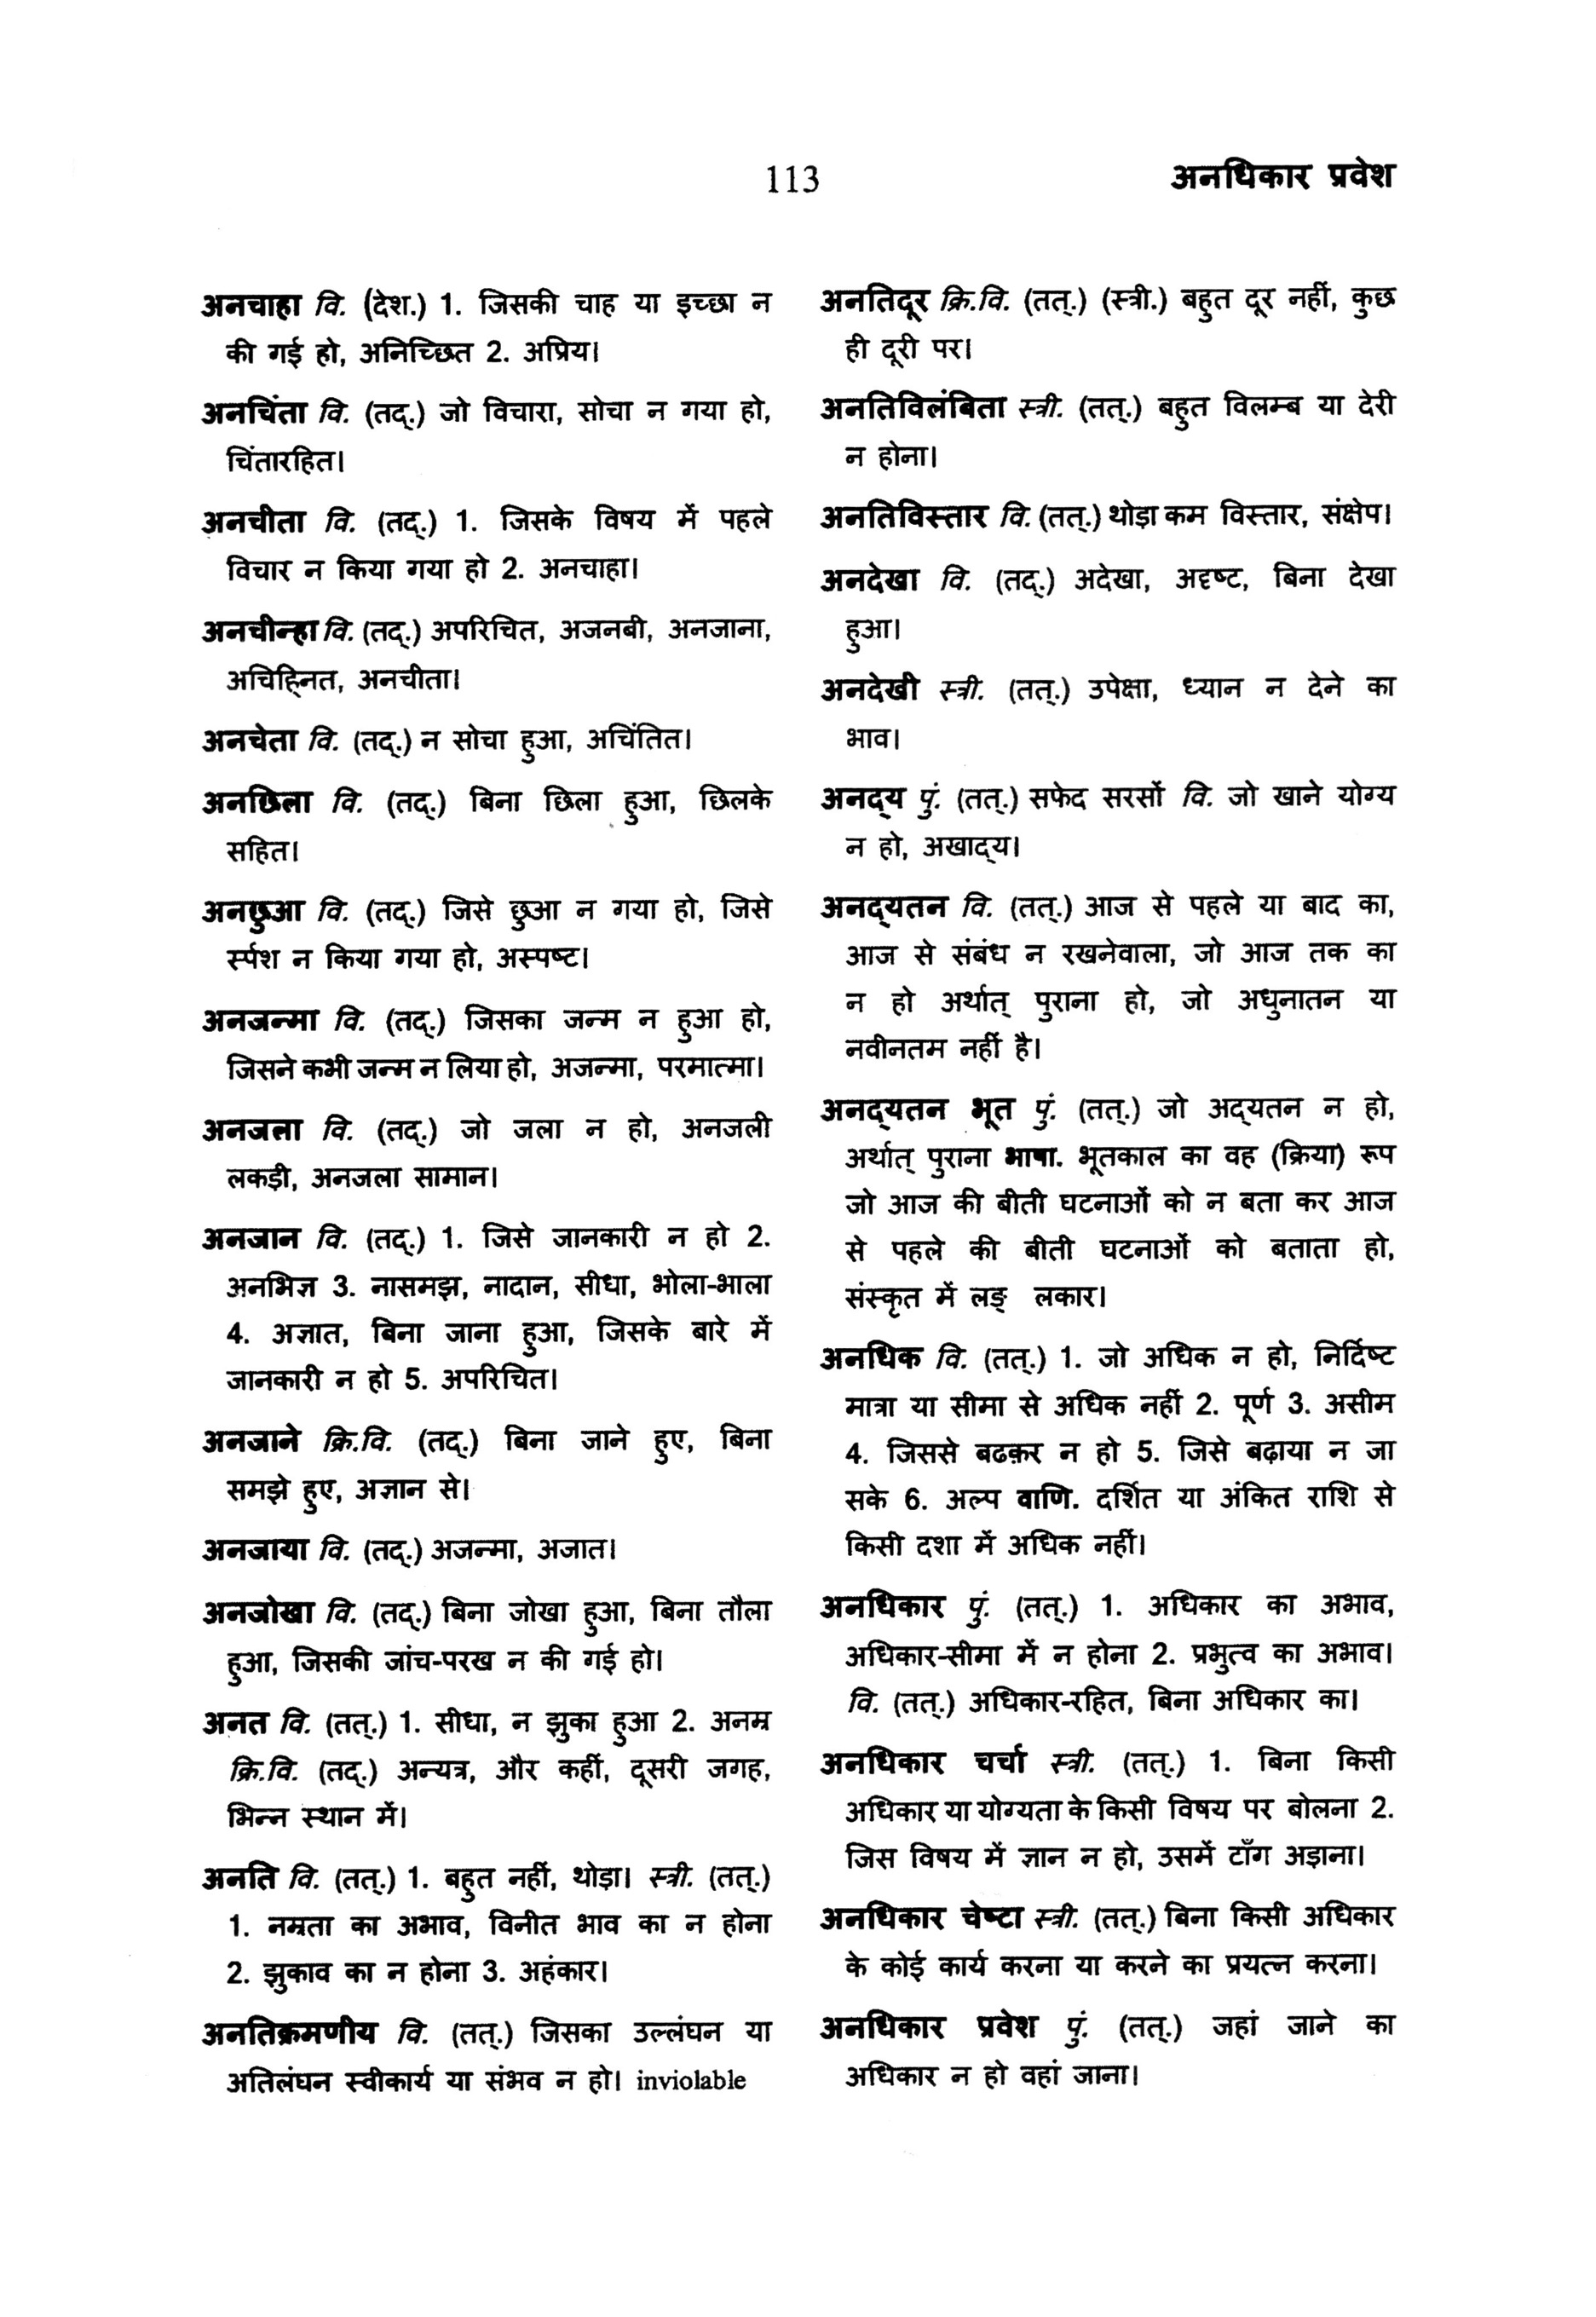 113
अनधिकार प्रवेश
अनचाहा वि. (देश.) 1. जिसकी चाह या इच्छा न
की गई हो, अनिच्छित 2. अप्रिय।
अनचिंता वि. (तद्.) जो विचारा, सोचा न गया हो,
चिंतारहित।
अनचीता वि. (तद्.) 1. जिसके विषय में पहले
विचार न किया गया हो 2. अनचाहा।
अनचीन्हा वि. (तद्.) अपरिचित, अजनबी, अनजाना,
अचिह्नित, अनचीता।
अनचेता वि. (तद्.) न सोचा हुआ, अचिंतित।
अनछिला वि. (तद्.) बिना छिला हुआ, छिलके
सहित।
अनछुआ वि. (तद्.) जिसे छुआ न गया हो, जिसे
र्स्पश न किया गया हो, अस्पष्ट।
अनजन्मा वि. (तद्.) जिसका जन्म न हुआ हो,
जिसने कभी जन्म न लिया हो, अजन्मा, परमात्मा।
अनजला वि. (तद्.) जो जला न हो, अनजली
लकड़ी, अनजला सामान।
अनजान वि. (तद्.) 1. जिसे जानकारी न हो 2.
अनभिज्ञ 3. नासमझ, नादान, सीधा, भोला-भाला
4. अज्ञात, बिना जाना हुआ, जिसके बारे में
जानकारी न हो 5. अपरिचित।
अनजाने क्रि.वि. (तद्.) बिना जाने हुए, बिना
समझे हुए, अज्ञान से।
अनजाया वि. (तद्.) अजन्मा, अजात।
अनजोखा वि. (तद्.) बिना जोखा हुआ, बिना तौला
हुआ, जिसकी जांच-परख न की गई हो।
अनत वि. (तत्.) 1. सीधा, न झुका हुआ 2. अनम्र
क्रि.वि. (तद्.) अन्यत्र, और कहीं, दूसरी जगह,
भिन्न स्थान में।
अनति वि. (तत्.) 1. बहुत नहीं, थोड़ा। स्त्री. (तत्.)
1. नम्रता का अभाव, विनीत भाव का न होना
2. झुकाव का न होना 3. अहंकार।
अनतिक्रमणीय वि. (तत्.) जिसका उल्लंघन या
अतिलंघन स्वीकार्य या संभव न हो। inviolable
अनतिदूर क्रि.वि. (तत्.) (स्त्री.) बहुत दूर नहीं, कुछ
ही दूरी पर।
अनतिविलंबिता स्त्री. (तत्.) बहुत विलम्ब या देरी
न होना।
अनतिविस्तार वि. (तत्.) थोड़ा कम विस्तार, संक्षेप।
अनदेखा वि. (तद्.) अदेखा, अदृष्ट, बिना देखा
हुआ।
अनदेखी स्त्री. (तत्.) उपेक्षा, ध्यान न देने का
भाव।
अनद्‌य पुं. (तत्.) सफेद सरसों वि. जो खाने योग्य
न हो, अखाद्‌य।
अनद्‌यतन वि. (तत्.) आज से पहले या बाद का,
आज से संबंध न रखनेवाला, जो आज तक का
न हो अर्थात् पुराना हो, जो अधुनातन या
नवीनतम नहीं है।
अनद्‌यतन भूत पुं. (तत्.) जो अद्‌यतन न हो,
अर्थात् पुराना भाषा. भूतकाल का वह (क्रिया) रूप
जो आज की बीती घटनाओं को न बता कर आज
से पहले की बीती घटनाओं को बताता हो,
संस्कृत में लङ् लकार।
अनधिक वि. (तत्.) 1. जो अधिक न हो, निर्दिष्ट
मात्रा या सीमा से अधिक नहीं 2. पूर्ण 3. असीम
4. जिससे बढक़र न हो 5. जिसे बढ़ाया न जा
सके 6. अल्प वाणि. दर्शित या अंकित राशि से
किसी दशा में अधिक नहीं।
अनधिकार पुं. (तत्.) 1. अधिकार का अभाव,
अधिकार-सीमा में न होना 2. प्रभुत्व का अभाव।
वि. (तत्.) अधिकार-रहित, बिना अधिकार का।
अनधिकार चर्चा स्त्री. (तत्.) 1. बिना किसी
अधिकार या योग्यता के किसी विषय पर बोलना 2.
जिस विषय में ज्ञान न हो, उसमें टाँग अड़ाना।
अनधिकार चेष्टा स्त्री. (तत्.) बिना किसी अधिकार
के कोई कार्य करना या करने का प्रयत्न करना।
अनधिकार प्रवेश पुं. (तत्.) जहां जाने का
अधिकार न हो वहां जाना।